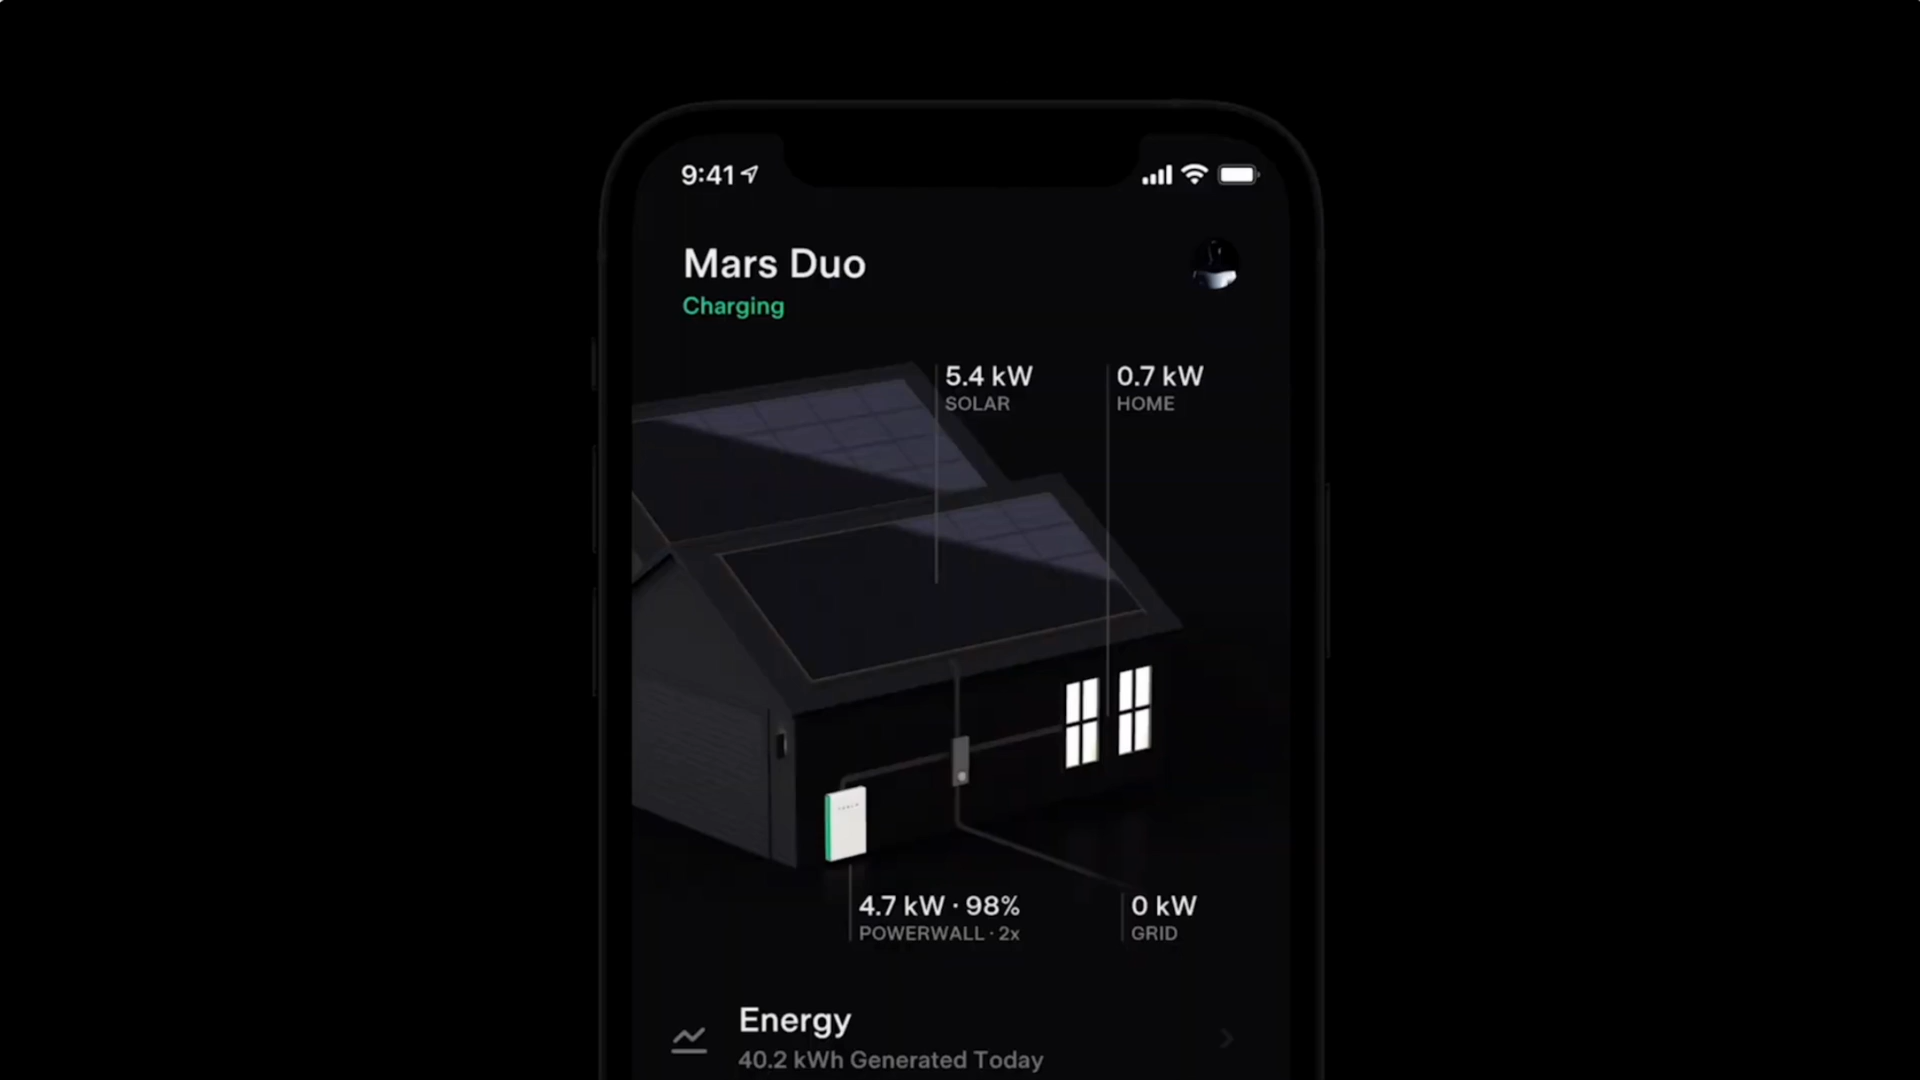 9:41
Mars Duo
Charging
5.4 kW
SOLAR
0.7 kW
HOME
TESLA
4.7 kW · 98%
POWERWALL · 2x
0 kW
GRID
Energy
40.2 kWh Generated Today